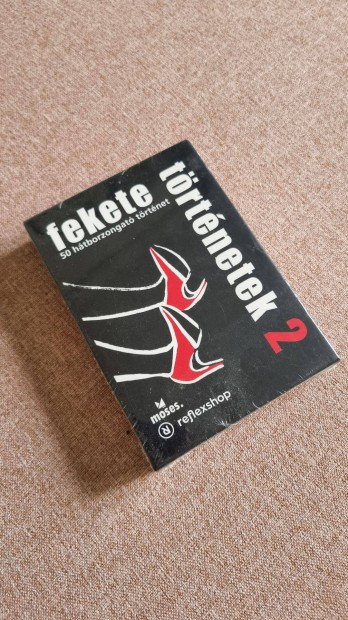 fekete
50 hátborzongató történet
történetek 2
moses.
R reflexshop